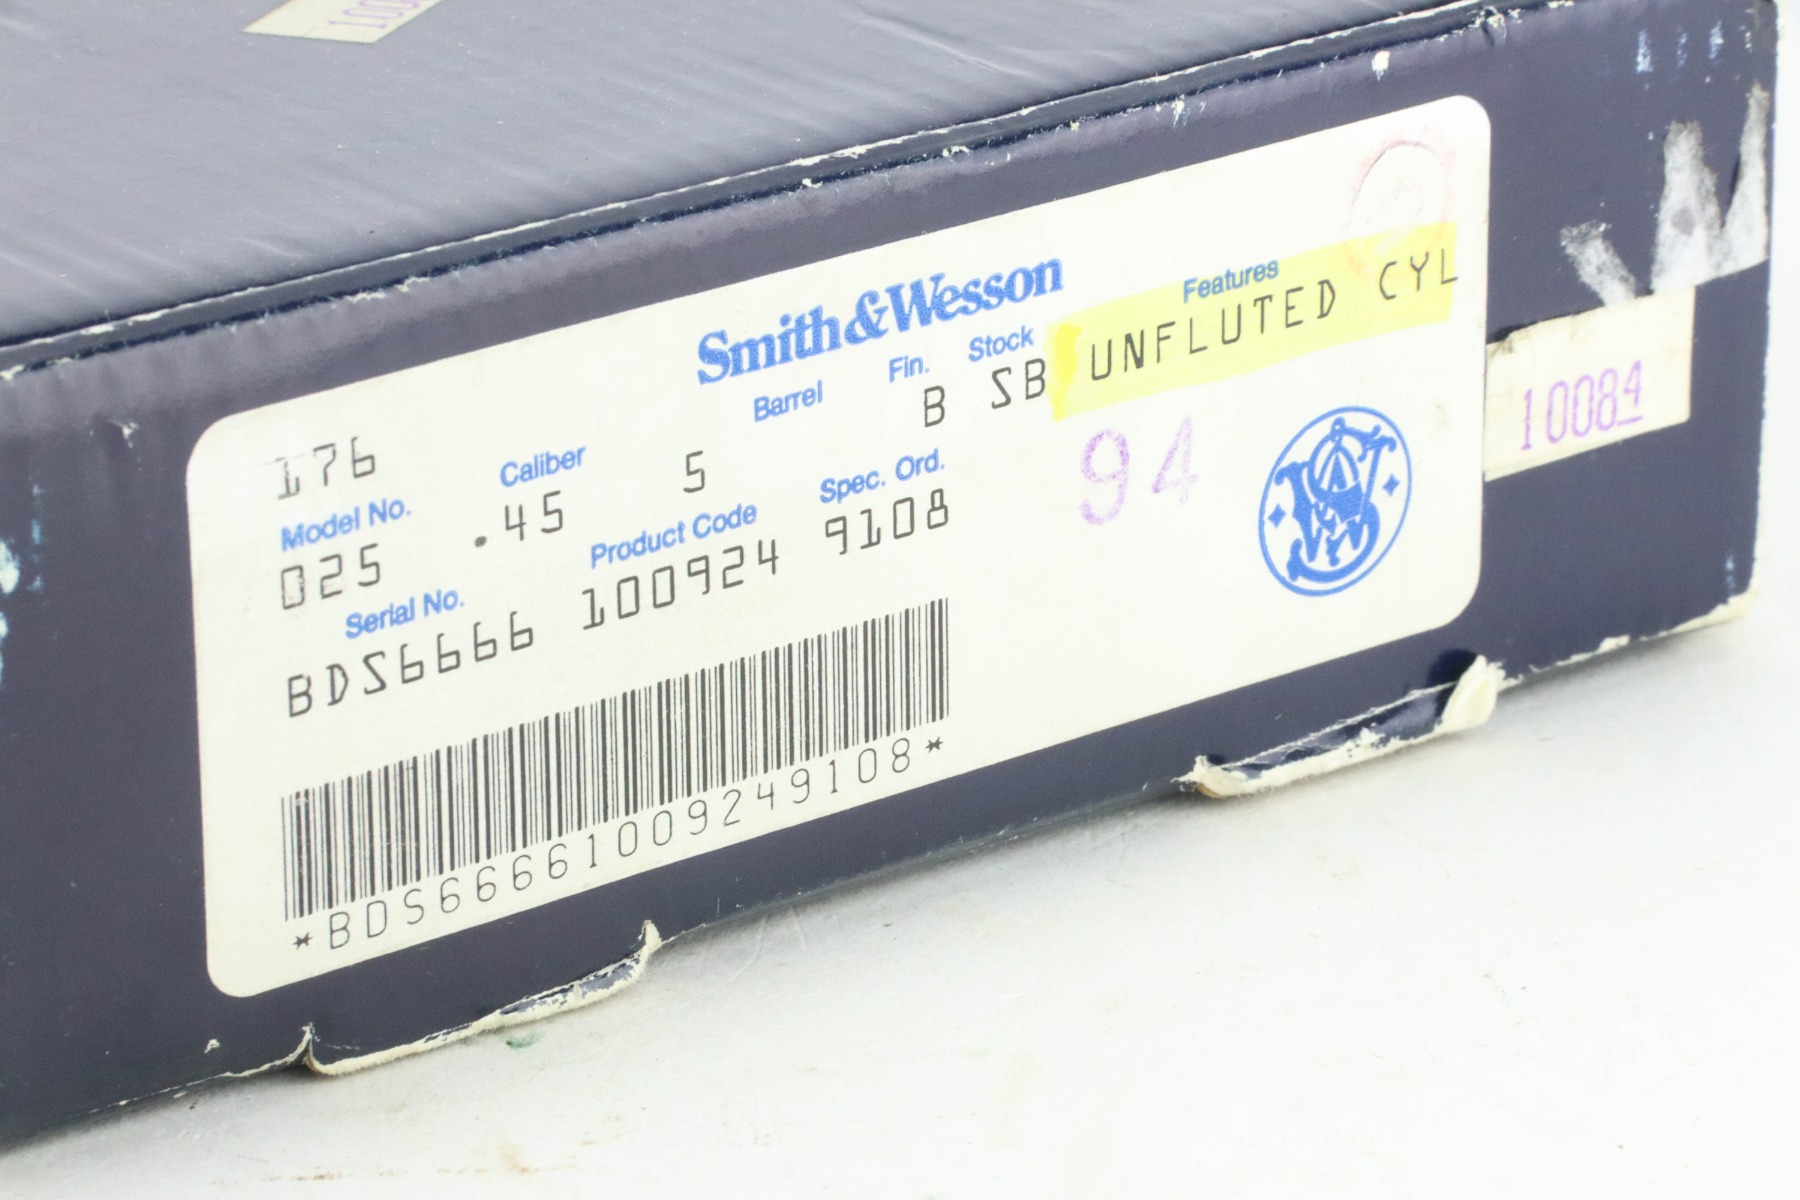 100
Smith & Wesson
176
Barrel Fin. Stock Features
B SB UNFLUTED CYL
Model No. Caliber
025 .45 5
94
10084
Serial No. Product Code Spec. Ord.
BDS6666 100924 9108
*BDS66661009249108*